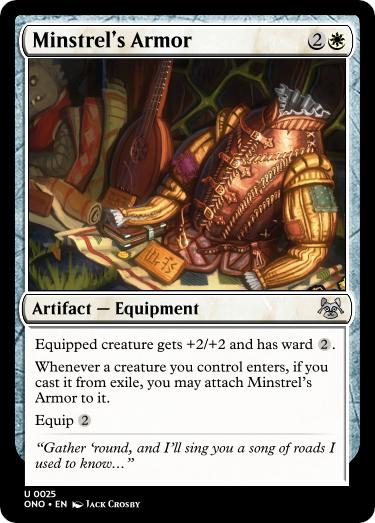 Minstrel's Armor 2
Artifact — Equipment
Equipped creature gets +2/+2 and has ward 2.
Whenever a creature you control enters, if you
cast it from exile, you may attach Minstrel's
Armor to it.
Equip 2
“Gather ‘round, and I’ll sing you a song of roads I
used to know…”
U 0025
ONO • EN Jack Crosby